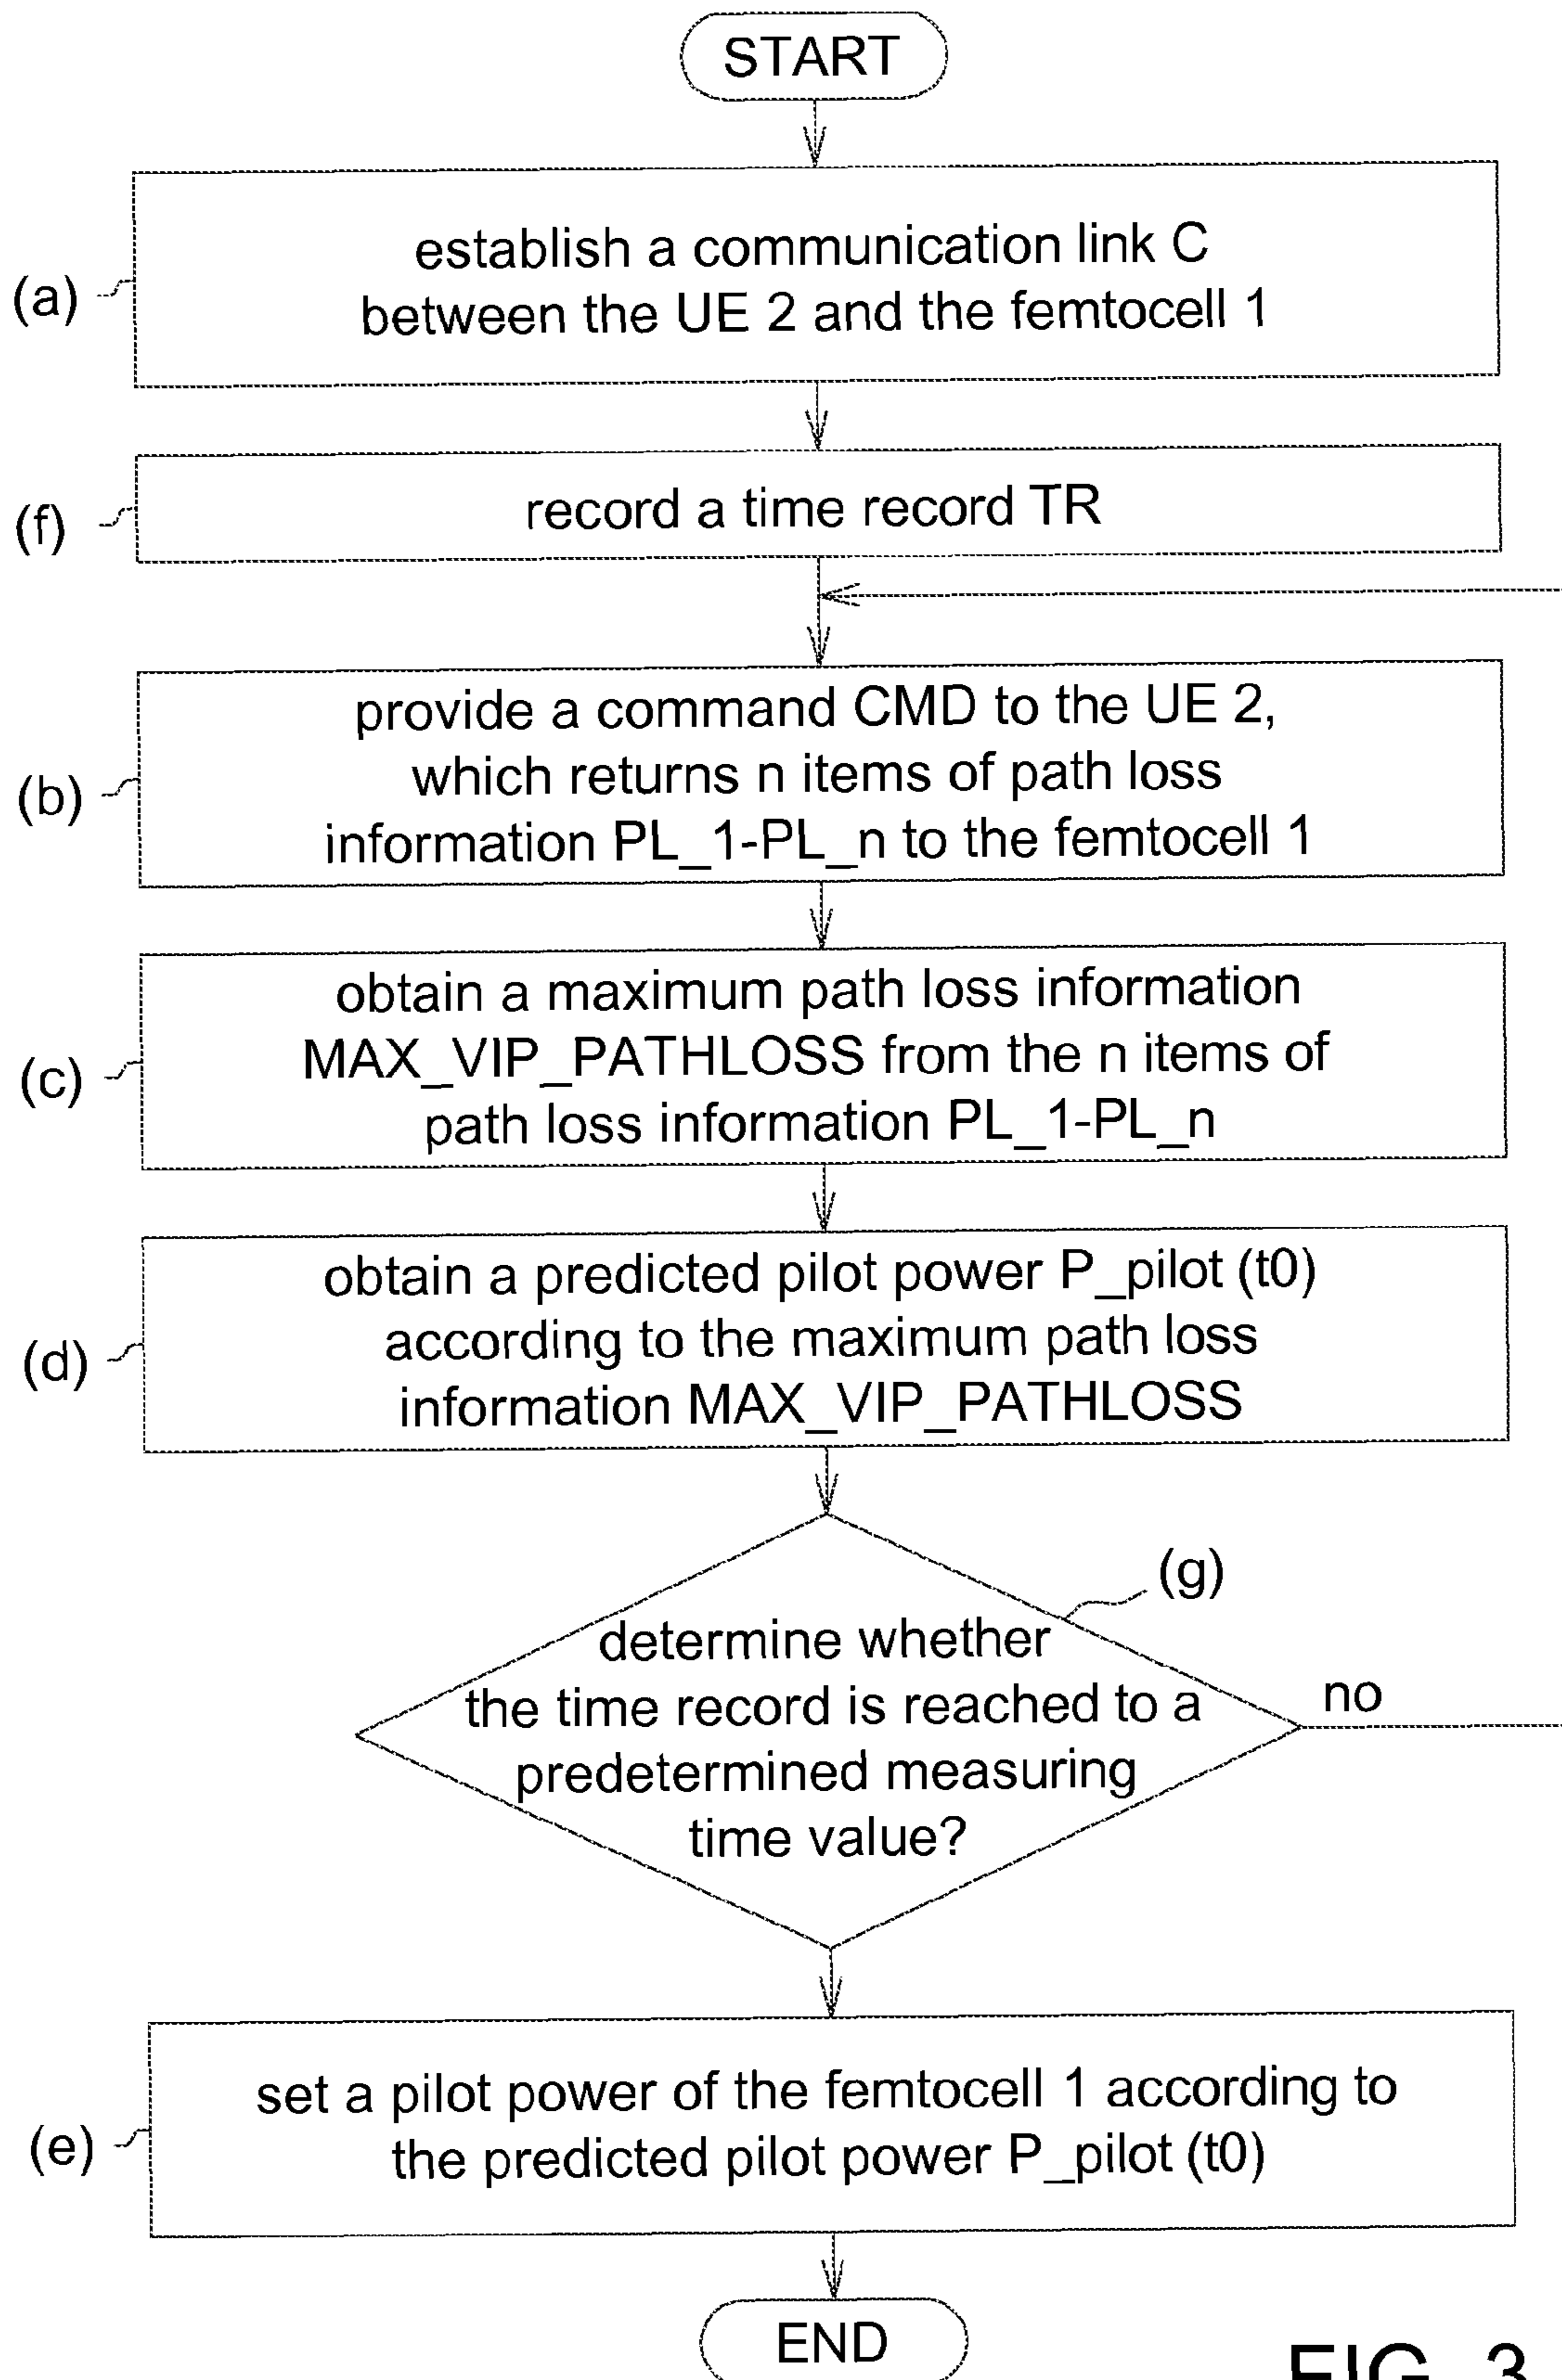 START
(a)
establish a communication link C
between the UE 2 and the femtocell 1
(f)
record a time record TR
(b)
provide a command CMD to the UE 2,
which returns n items of path loss
information PL_1-PL_n to the femtocell 1
(c)
obtain a maximum path loss information
MAX_VIP_PATHLOSS from the n items of
path loss information PL_1-PL_n
(d)
obtain a predicted pilot power P_pilot (t0)
according to the maximum path loss
information MAX_VIP_PATHLOSS
(g)
determine whether
the time record is reached to a
predetermined measuring
time value?
no
(e)
set a pilot power of the femtocell 1 according to
the predicted pilot power P_pilot (t0)
END
FIG. 3